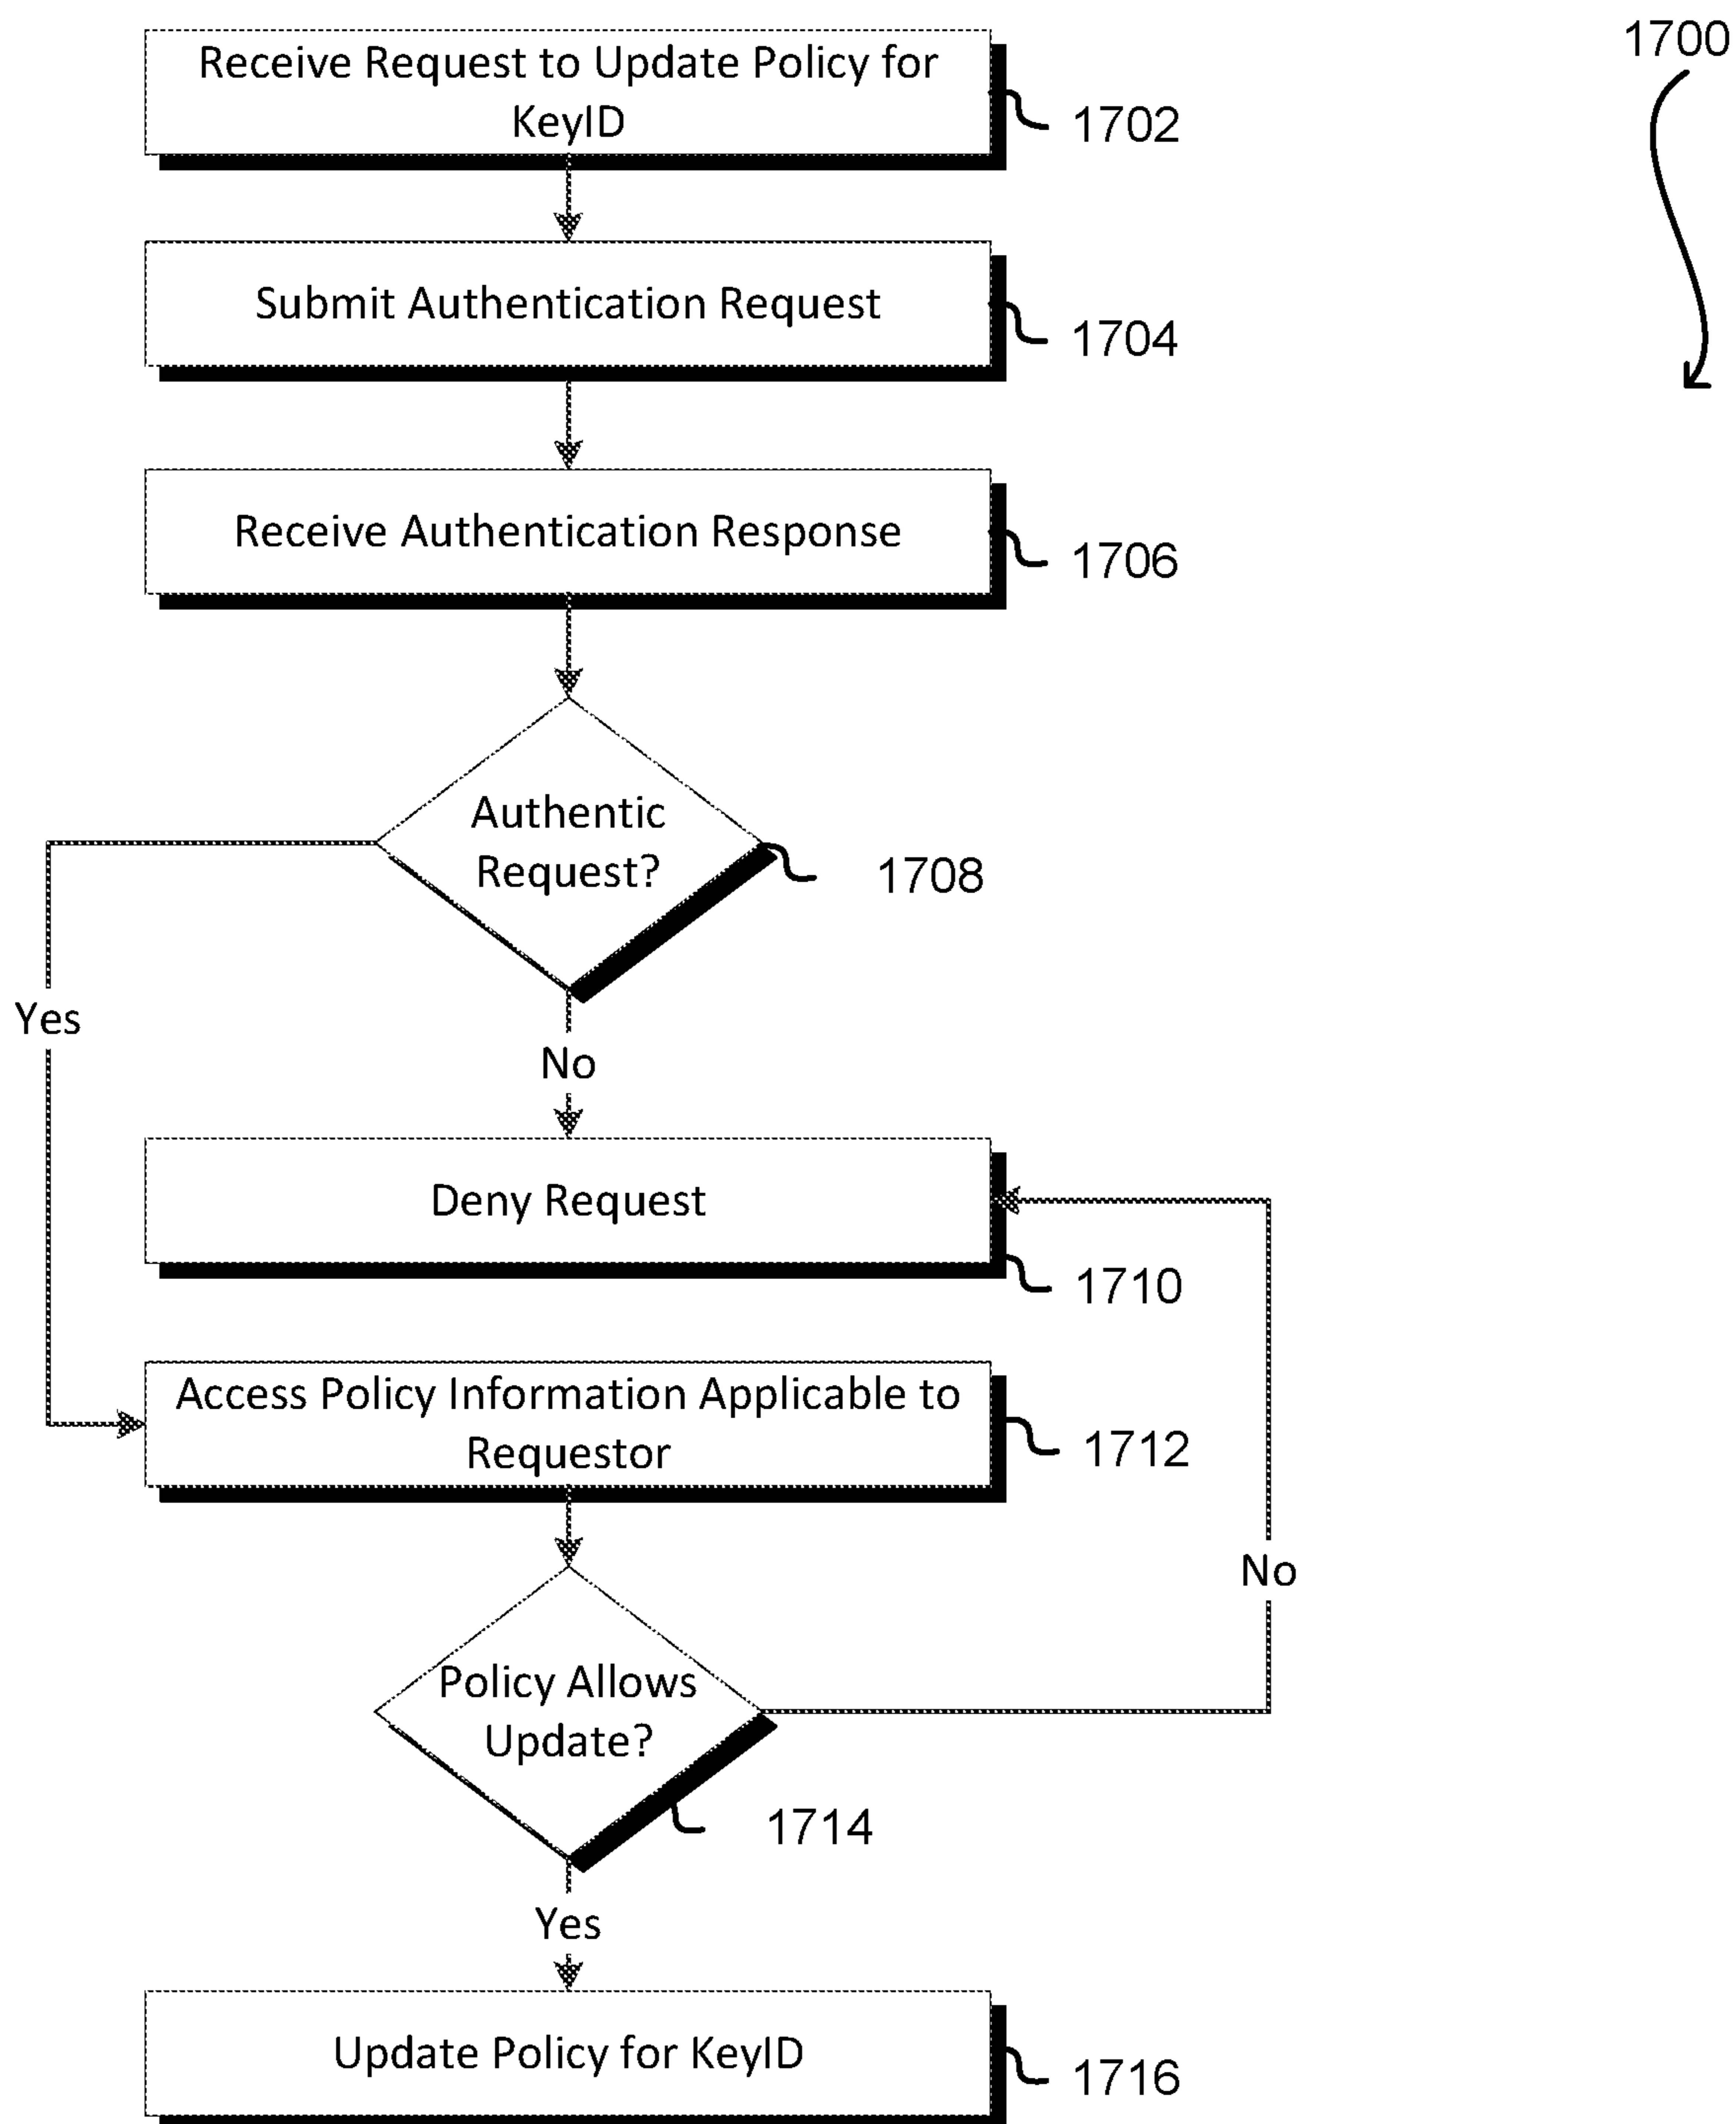 1700
Receive Request to Update Policy for
KeyID
1702
Submit Authentication Request
1704
Receive Authentication Response
1706
Authentic
Request?
1708
Yes
No
Deny Request
1710
Access Policy Information Applicable to
Requestor
1712
No
Policy Allows
Update?
1714
Yes
Update Policy for KeyID
1716